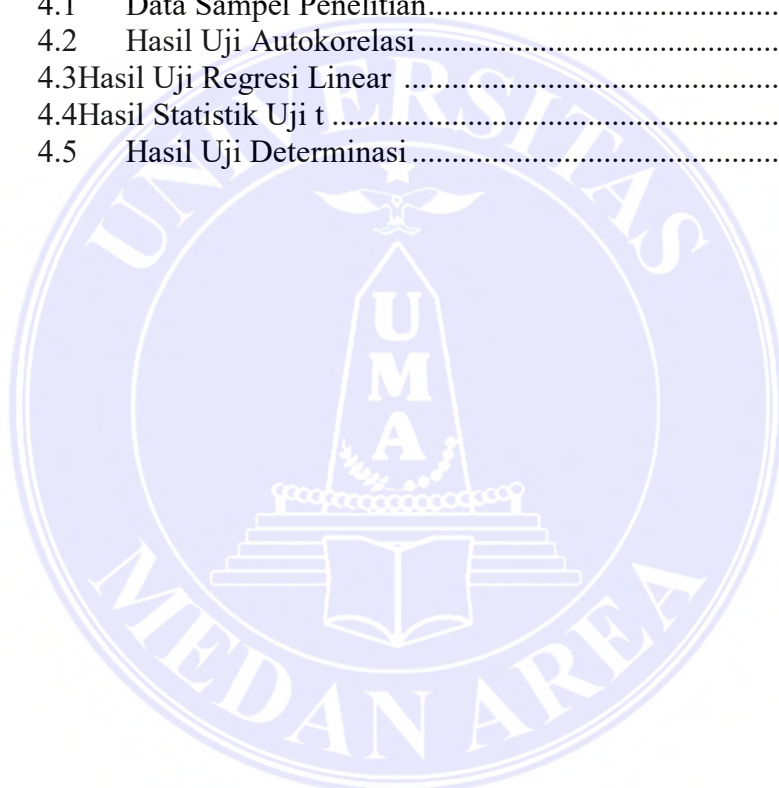 4.1 Data Sampel Penelitian........................................
4.2 Hasil Uji Autokorelasi........................................
4.3Hasil Uji Regresi Linear ........................................
4.4Hasil Statistik Uji t........................................
4.5 Hasil Uji Determinasi........................................
UNIVERSITAS
U
M
A
MEDAN AREA